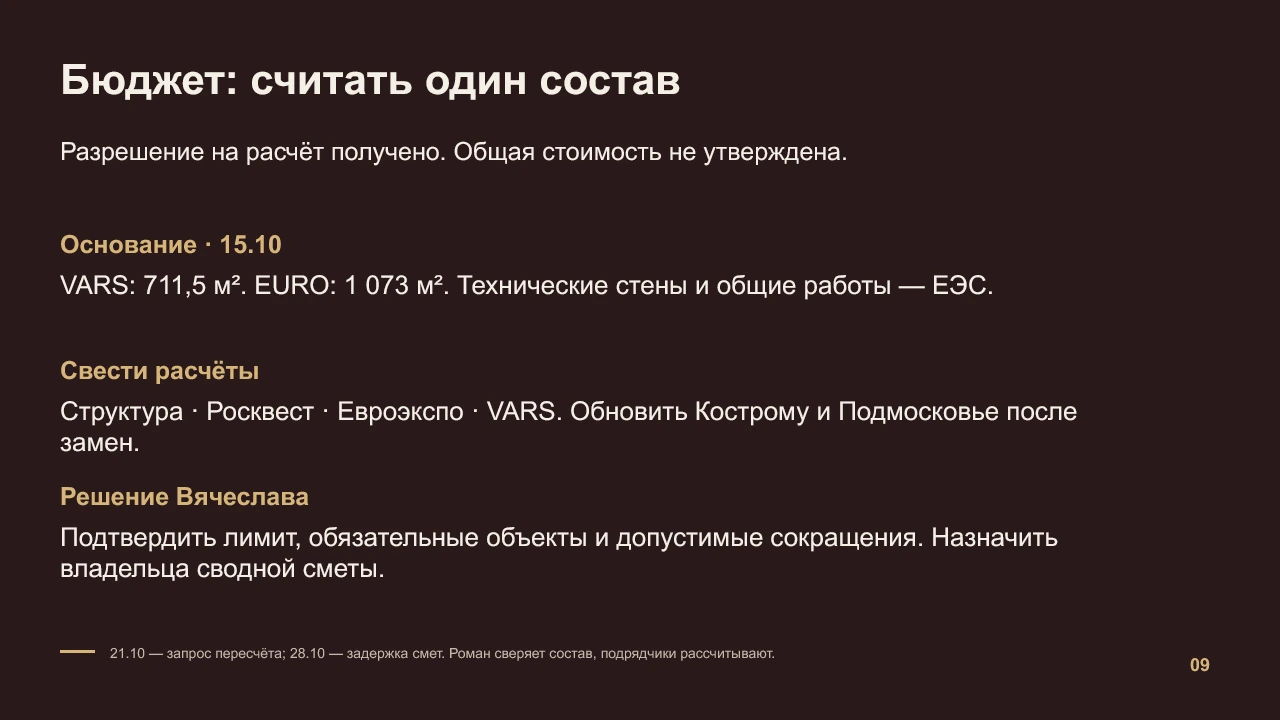 Бюджет: считать один состав
Разрешение на расчёт получено. Общая стоимость не утверждена.
Основание · 15.10
VARS: 711,5 м². EURO: 1 073 м². Технические стены и общие работы — ЕЭС.
Свести расчёты
Структура · Росквест · Евроэкспо · VARS. Обновить Кострому и Подмосковье после
замен.
Решение Вячеслава
Подтвердить лимит, обязательные объекты и допустимые сокращения. Назначить
владельца сводной сметы.
21.10 — запрос пересчёта; 28.10 — задержка смет. Роман сверяет состав, подрядчики рассчитывают.
09